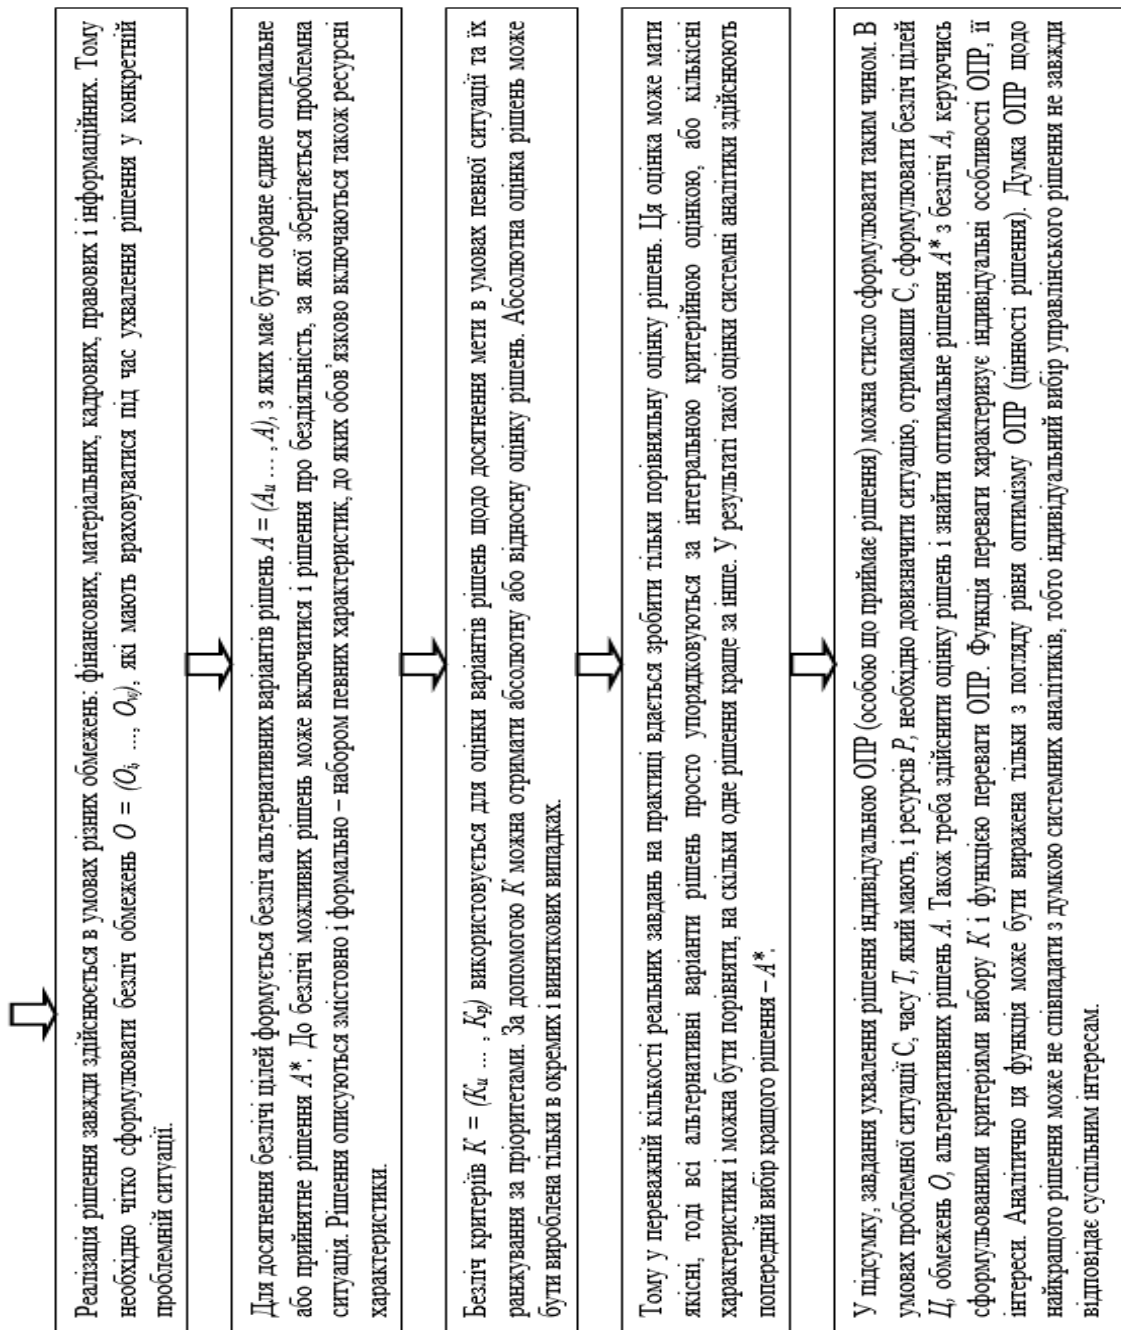 Реалізація рішення завжди здійснюється в умовах різних обмежень: фінансових, матеріальних, кадрових, правових і інформаційних. Тому
необхідно чітко сформулювати безліч обмежень O = (Oi, ..., Ow), які мають враховуватися під час ухвалення рішення у конкретній
проблемній ситуації.
Для досягнення безлічі цілей формується безліч альтернативних варіантів рішень A = (Au ... , A), з яких має бути обране єдине оптимальне
або прийнятне рішення A*. До безлічі можливих рішень може включатися і рішення про бездіяльність, за якої зберігається проблемна
ситуація. Рішення описуються змістовно і формально – набором певних характеристик, до яких обов'язково включаються також ресурсні
характеристики.
Безліч критеріїв K = (Ku ... , Kp) використовується для оцінки варіантів рішень щодо досягнення мети в умовах певної ситуації та їх
ранжування за пріоритетами. За допомогою K можна отримати абсолютну або відносну оцінку рішень. Абсолютна оцінка рішень може
бути вироблена тільки в окремих і виняткових випадках.
Тому у переважній кількості реальних завдань на практиці вдається зробити тільки порівняльну оцінку рішень. Ця оцінка може мати
якісні, тоді всі альтернативні варіанти рішень просто упорядковуються за інтегральною критерійною оцінкою, або кількісні
характеристики і можна бути порівняти, на скільки одне рішення краще за інше. У результаті такої оцінки системні аналітики здійснюють
попередній вибір кращого рішення – A*.
У підсумку, завдання ухвалення рішення індивідуальною ОПР (особою що приймає рішення) можна стисло сформулювати таким чином. В
умовах проблемної ситуації C, часу T, який мають, і ресурсів P, необхідно довизначити ситуацію, отримавши C, сформулювати безліч цілей
Ц, обмежень O, альтернативних рішень A. Також треба здійснити оцінку рішень і знайти оптимальне рішення A* з безлічі A, керуючись
сформульованими критеріями вибору K і функцією переваги ОПР. Функція переваги характеризує індивідуальні особливості ОПР, її
інтереси. Аналітично ця функція може бути виражена тільки з погляду рівня оптимізму ОПР (цінності рішення). Думка ОПР щодо
найкращого рішення може не співпадати з думкою системних аналітиків, тобто індивідуальний вибір управлінського рішення не завжди
відповідає суспільним інтересам.